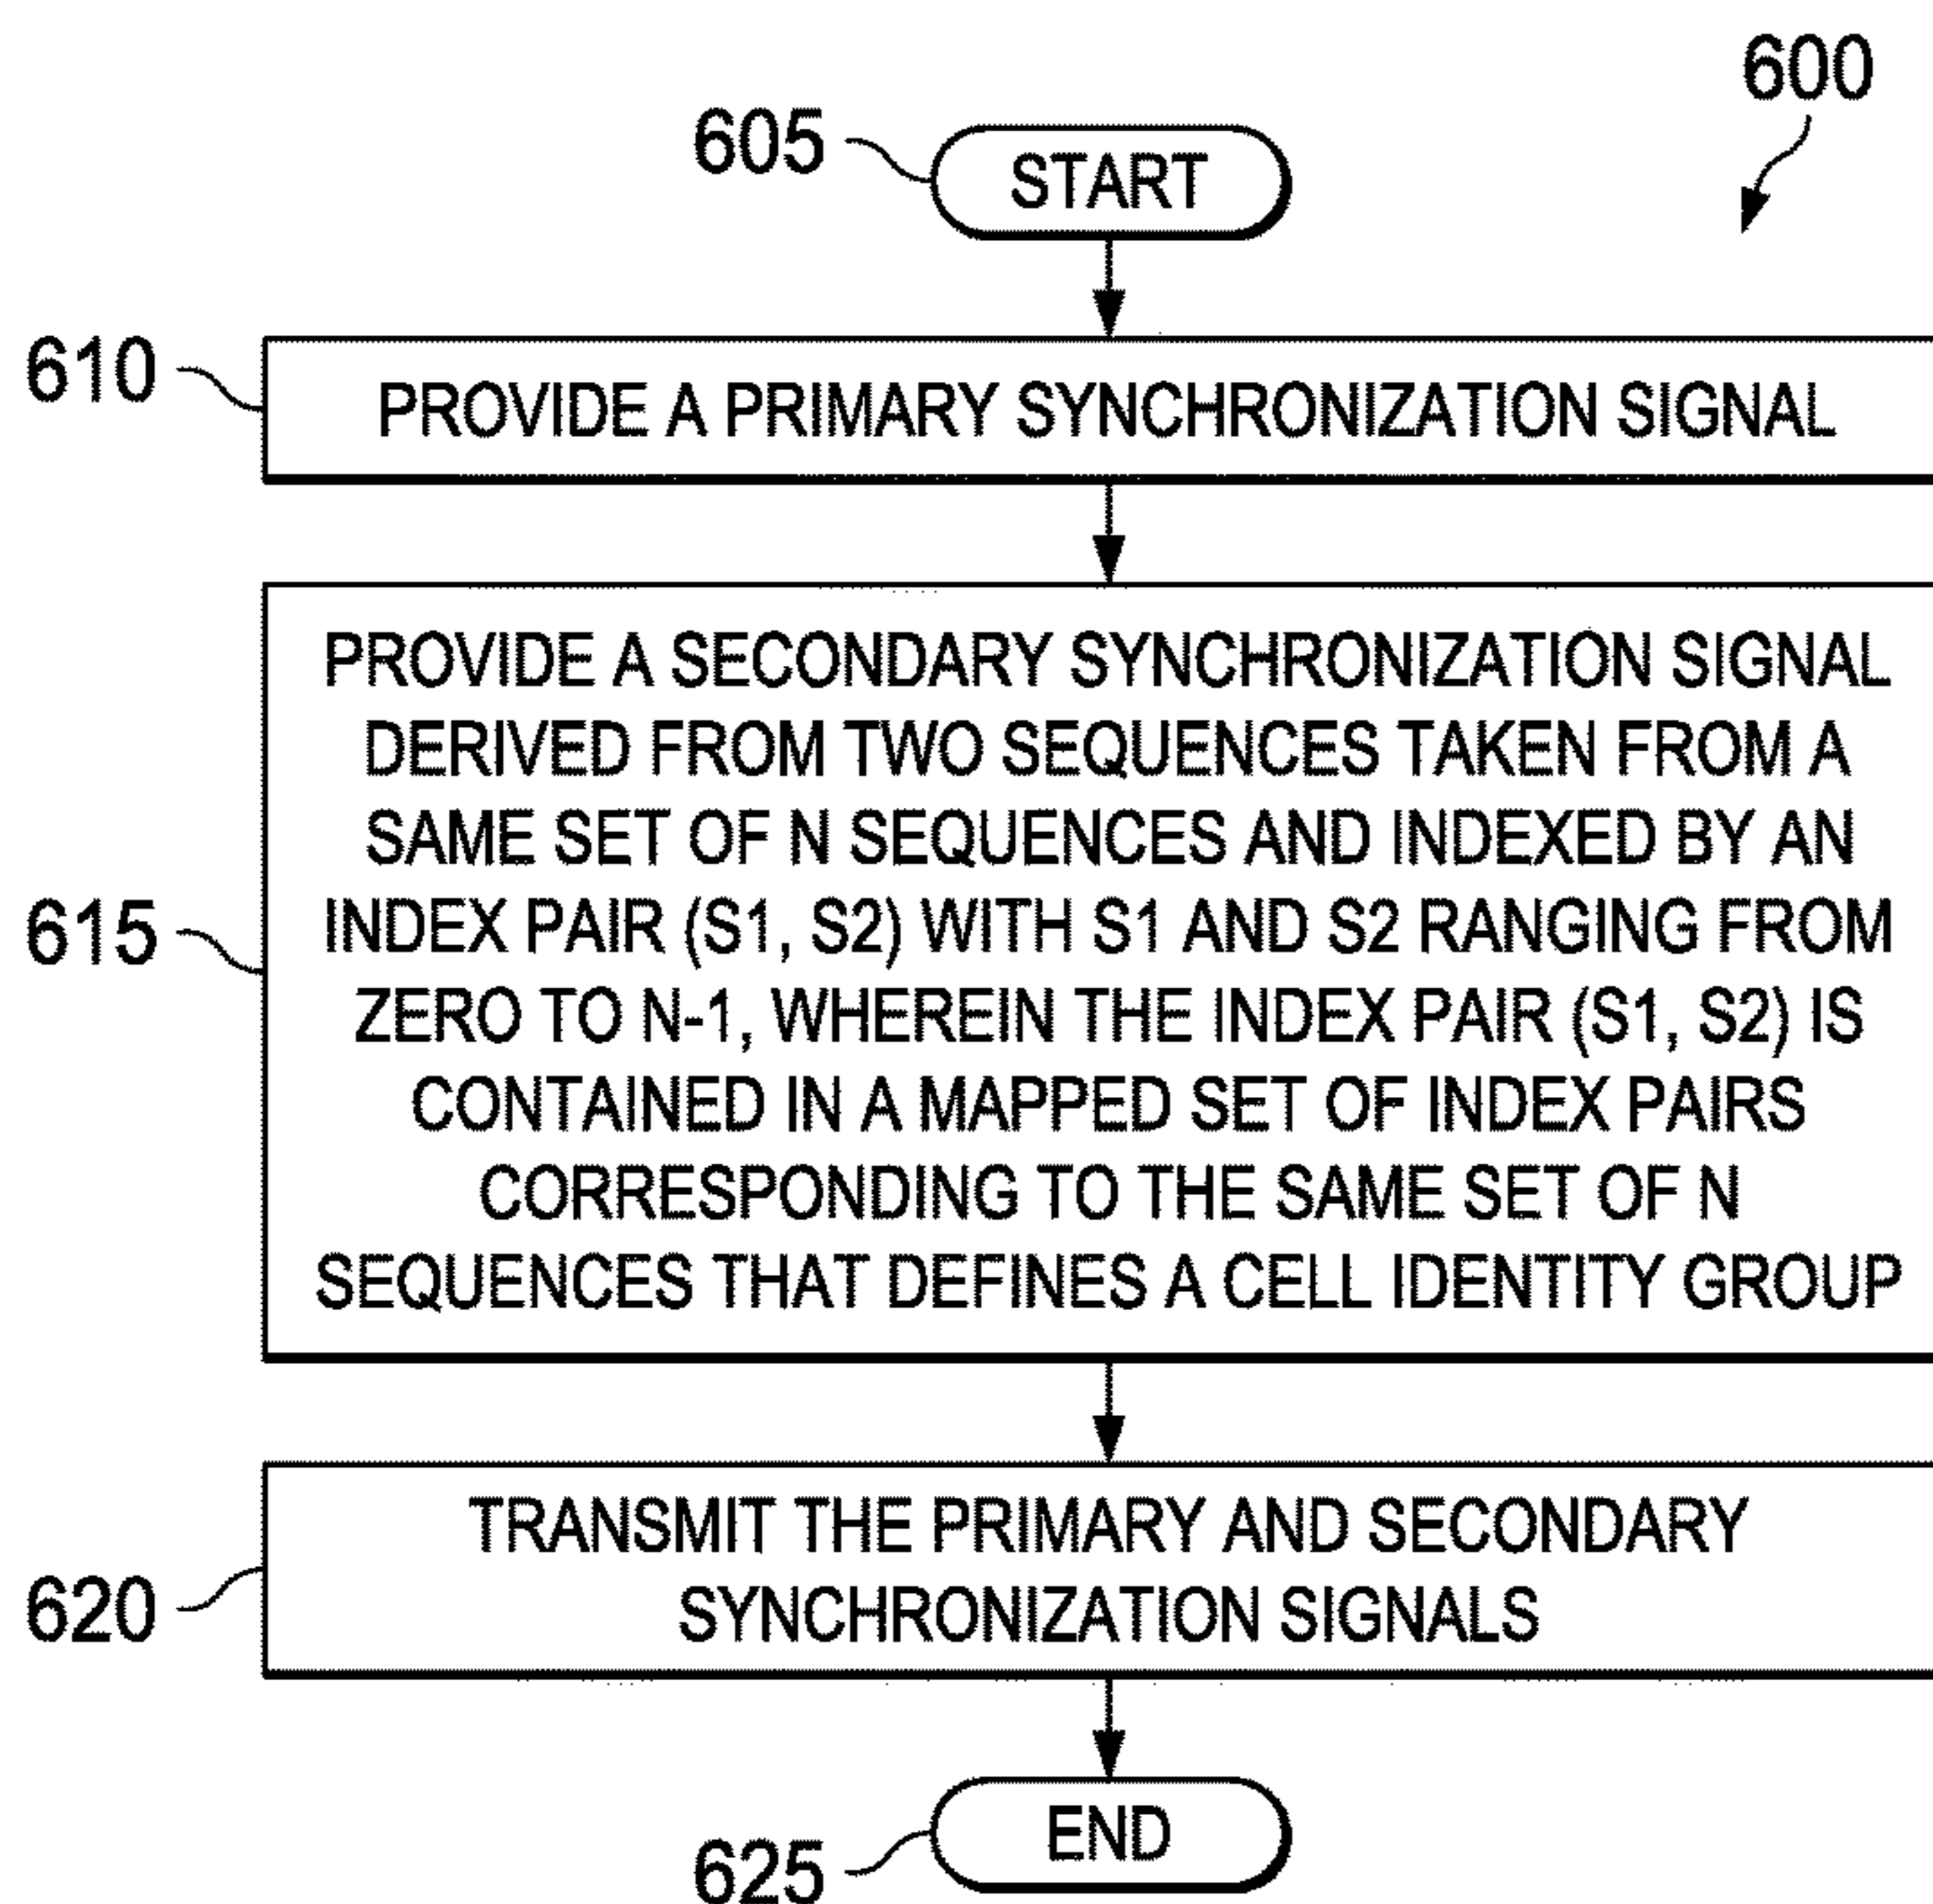 600
605
START
610
PROVIDE A PRIMARY SYNCHRONIZATION SIGNAL
PROVIDE A SECONDARY SYNCHRONIZATION SIGNAL
DERIVED FROM TWO SEQUENCES TAKEN FROM A
SAME SET OF N SEQUENCES AND INDEXED BY AN
615
INDEX PAIR (S1, S2) WITH S1 AND S2 RANGING FROM
ZERO TO N-1, WHEREIN THE INDEX PAIR (S1, S2) IS
CONTAINED IN A MAPPED SET OF INDEX PAIRS
CORRESPONDING TO THE SAME SET OF N
SEQUENCES THAT DEFINES A CELL IDENTITY GROUP
620
TRANSMIT THE PRIMARY AND SECONDARY
SYNCHRONIZATION SIGNALS
625
END